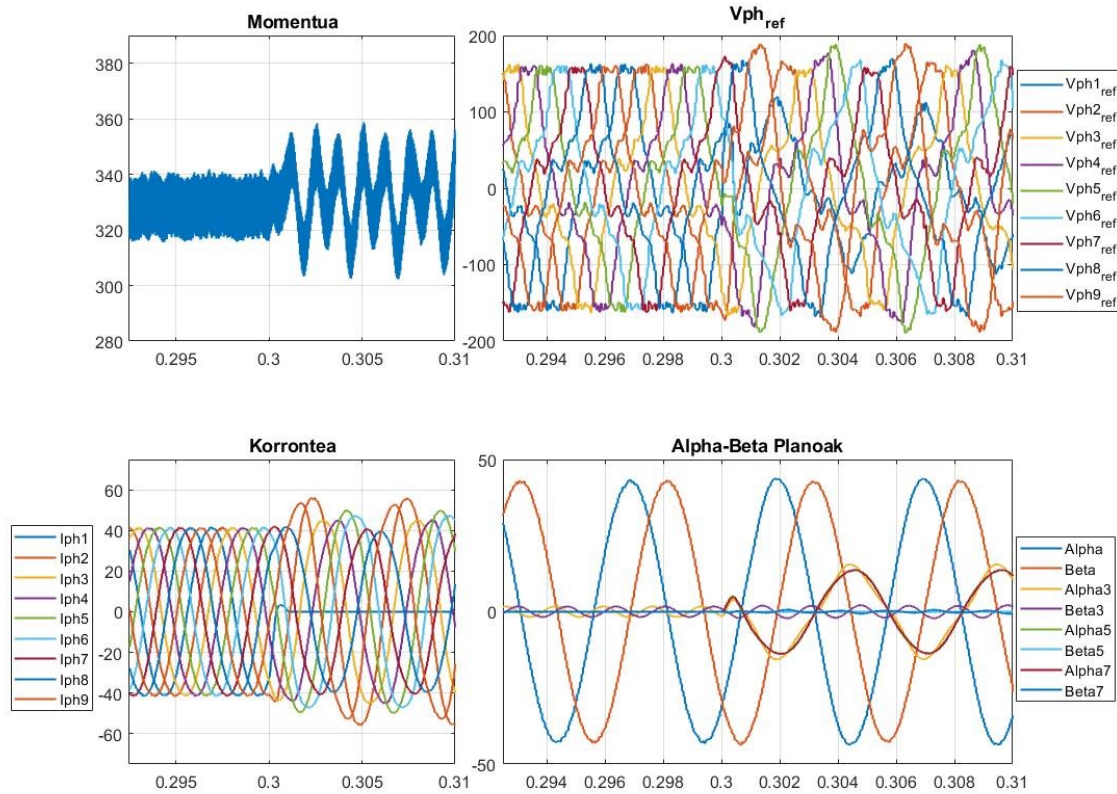 Momentua
380
360
340
320
300
280
0.295
0.3
0.305
0.31
Vph_ref
200
100
0
-100
-200
0.294
0.296
0.298
0.3
0.302
0.304
0.306
0.308
0.31
Vph1_ref
Vph2_ref
Vph3_ref
Vph4_ref
Vph5_ref
Vph6_ref
Vph7_ref
Vph8_ref
Vph9_ref
Korrontea
60
40
20
0
-20
-40
-60
0.295
0.3
0.305
0.31
Iph1
Iph2
Iph3
Iph4
Iph5
Iph6
Iph7
Iph8
Iph9
Alpha-Beta Planoak
50
0
-50
0.294
0.296
0.298
0.3
0.302
0.304
0.306
0.308
0.31
Alpha
Beta
Alpha3
Beta3
Alpha5
Beta5
Alpha7
Beta7